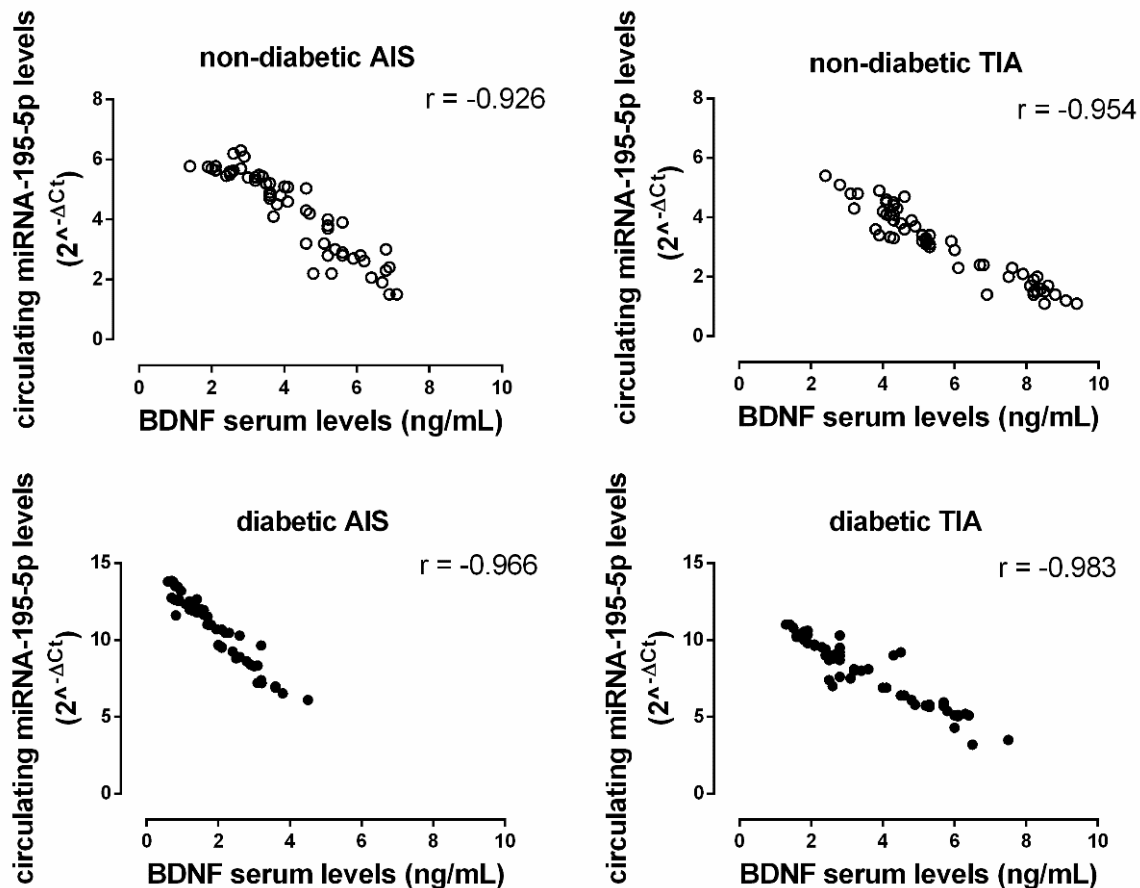 non-diabetic AIS
r = -0.926
circulating miRNA-195-5p levels
(2^-ΔCt)
8
6
4
2
0
0 2 4 6 8 10
BDNF serum levels (ng/mL)
non-diabetic TIA
r = -0.954
circulating miRNA-195-5p levels
(2^-ΔCt)
8
6
4
2
0
0 2 4 6 8 10
BDNF serum levels (ng/mL)
diabetic AIS
r = -0.966
circulating miRNA-195-5p levels
(2^-ΔCt)
15
10
5
0
0 2 4 6 8 10
BDNF serum levels (ng/mL)
diabetic TIA
r = -0.983
circulating miRNA-195-5p levels
(2^-ΔCt)
15
10
5
0
0 2 4 6 8 10
BDNF serum levels (ng/mL)